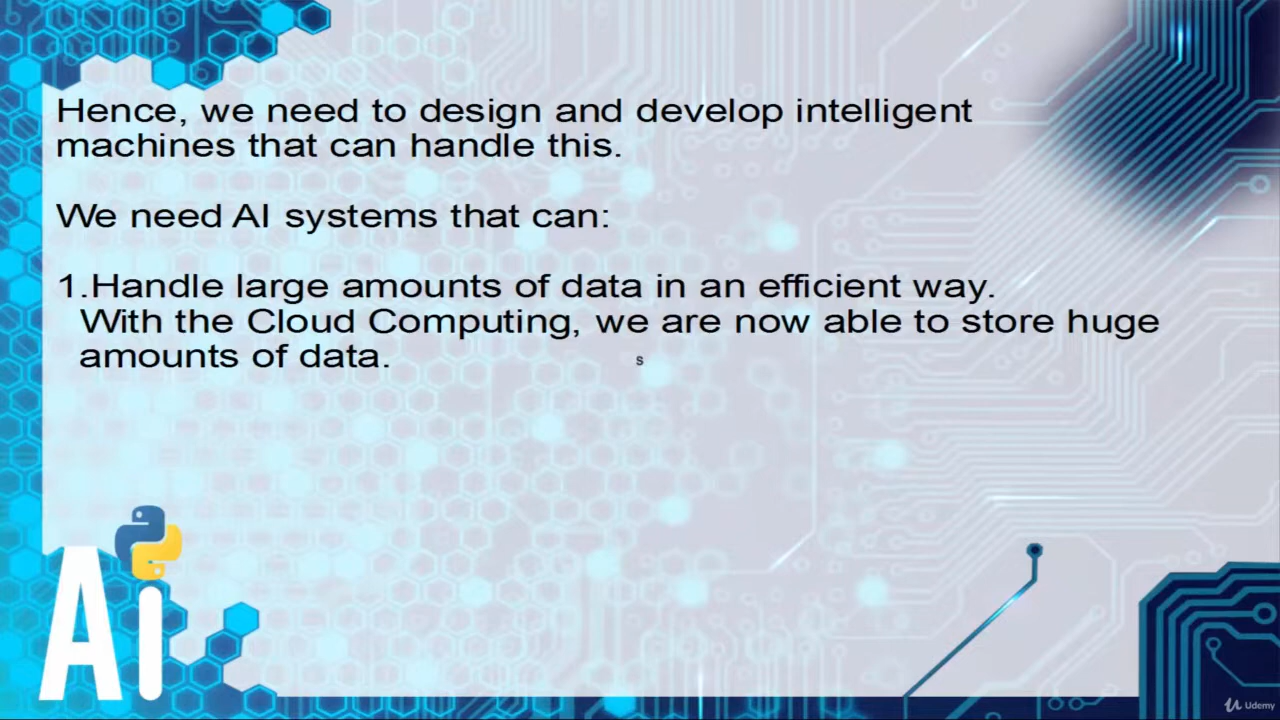 Hence, we need to design and develop intelligent
machines that can handle this.
We need AI systems that can:
1.Handle large amounts of data in an efficient way.
With the Cloud Computing, we are now able to store huge
amounts of data.
s
Ai
Udemy